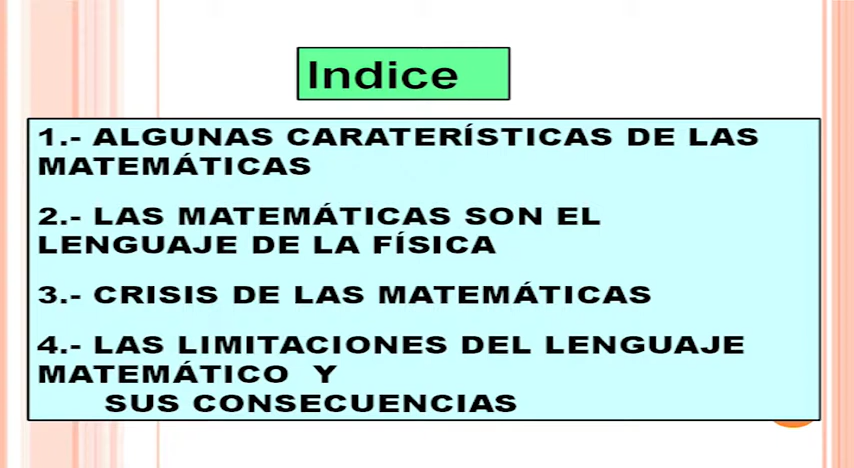 Indice
1.- ALGUNAS CARATERÍSTICAS DE LAS
MATEMÁTICAS
2.- LAS MATEMÁTICAS SON EL
LENGUAJE DE LA FÍSICA
3.- CRISIS DE LAS MATEMÁTICAS
4.- LAS LIMITACIONES DEL LENGUAJE
MATEMÁTICO Y
SUS CONSECUENCIAS